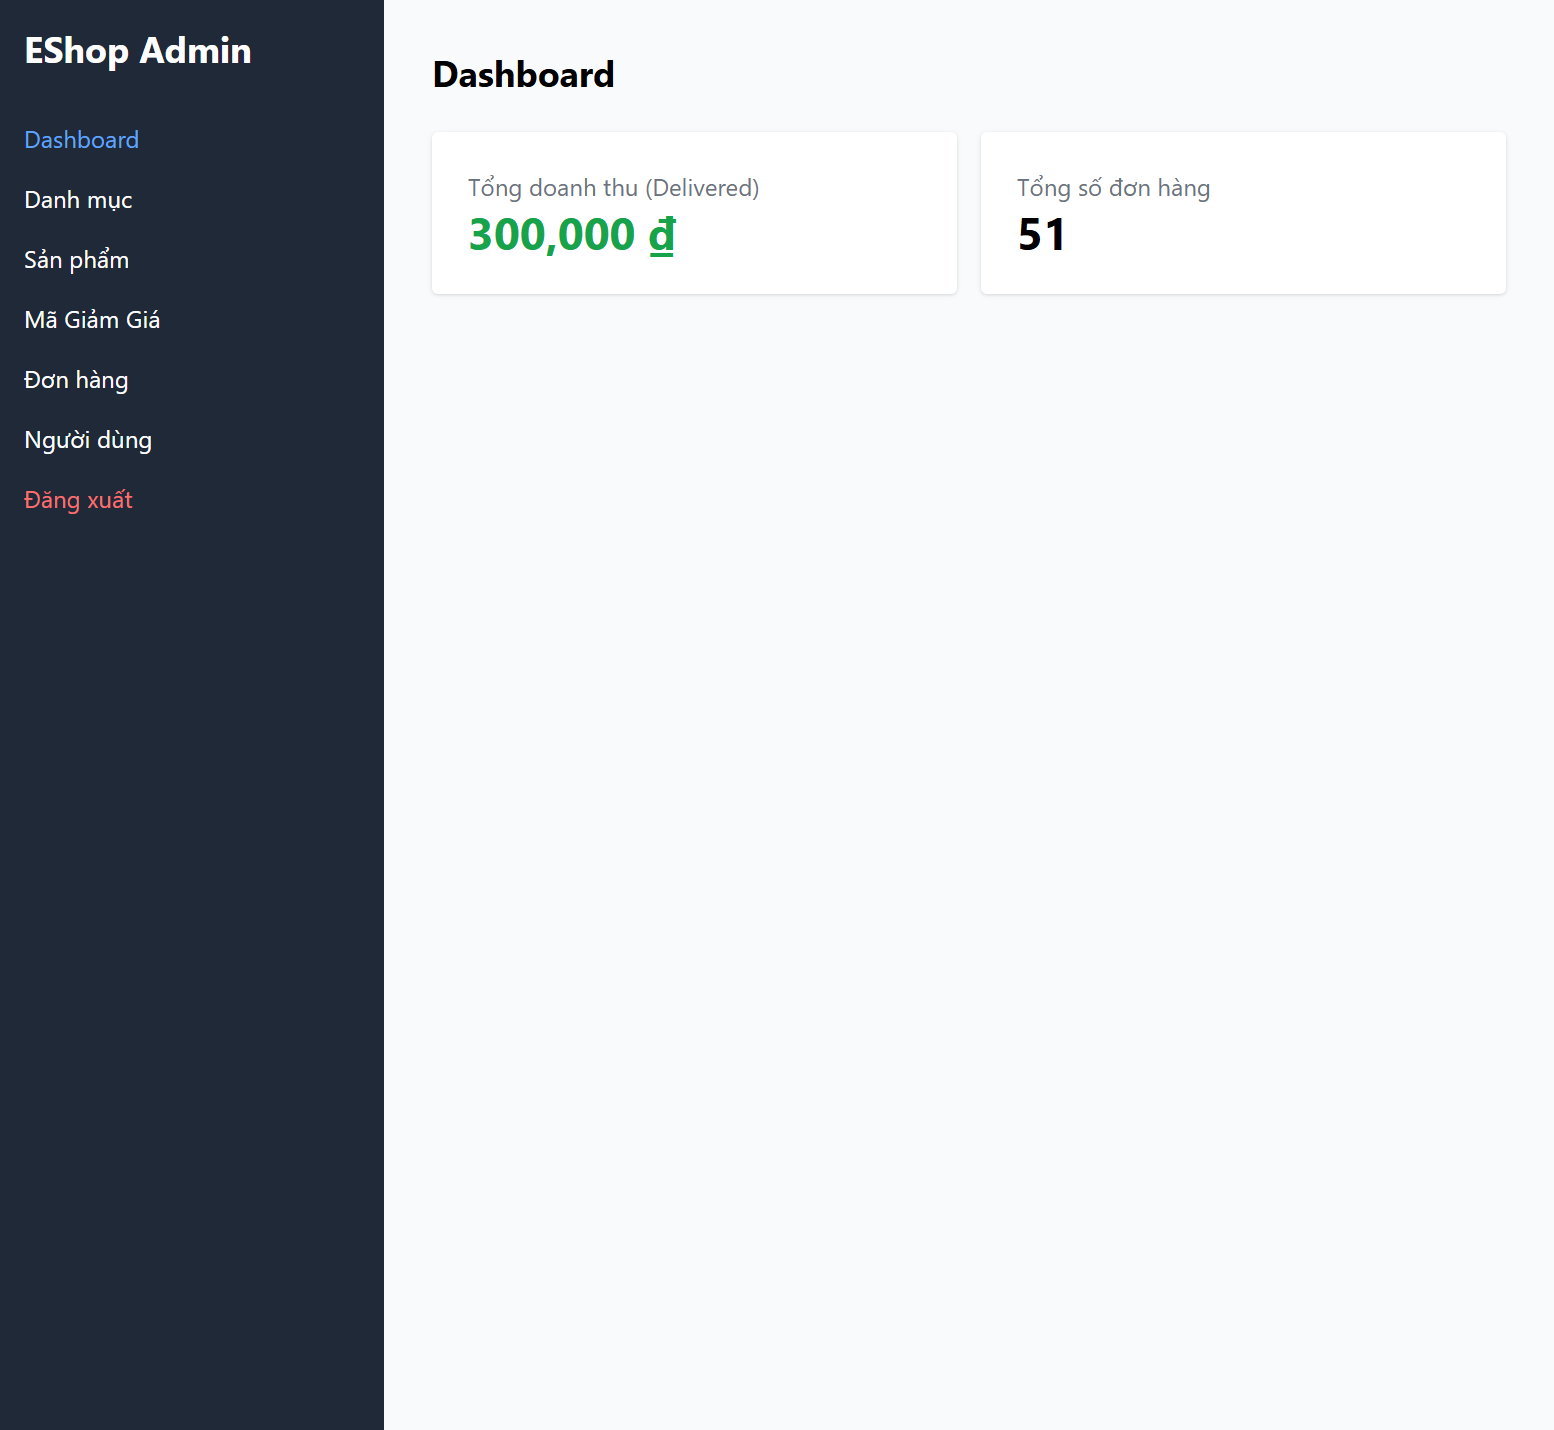 EShop Admin
Dashboard
Danh mục
Sản phẩm
Mã Giảm Giá
Đơn hàng
Người dùng
Đăng xuất
Dashboard
Tổng doanh thu (Delivered)
300,000 ₫
Tổng số đơn hàng
51